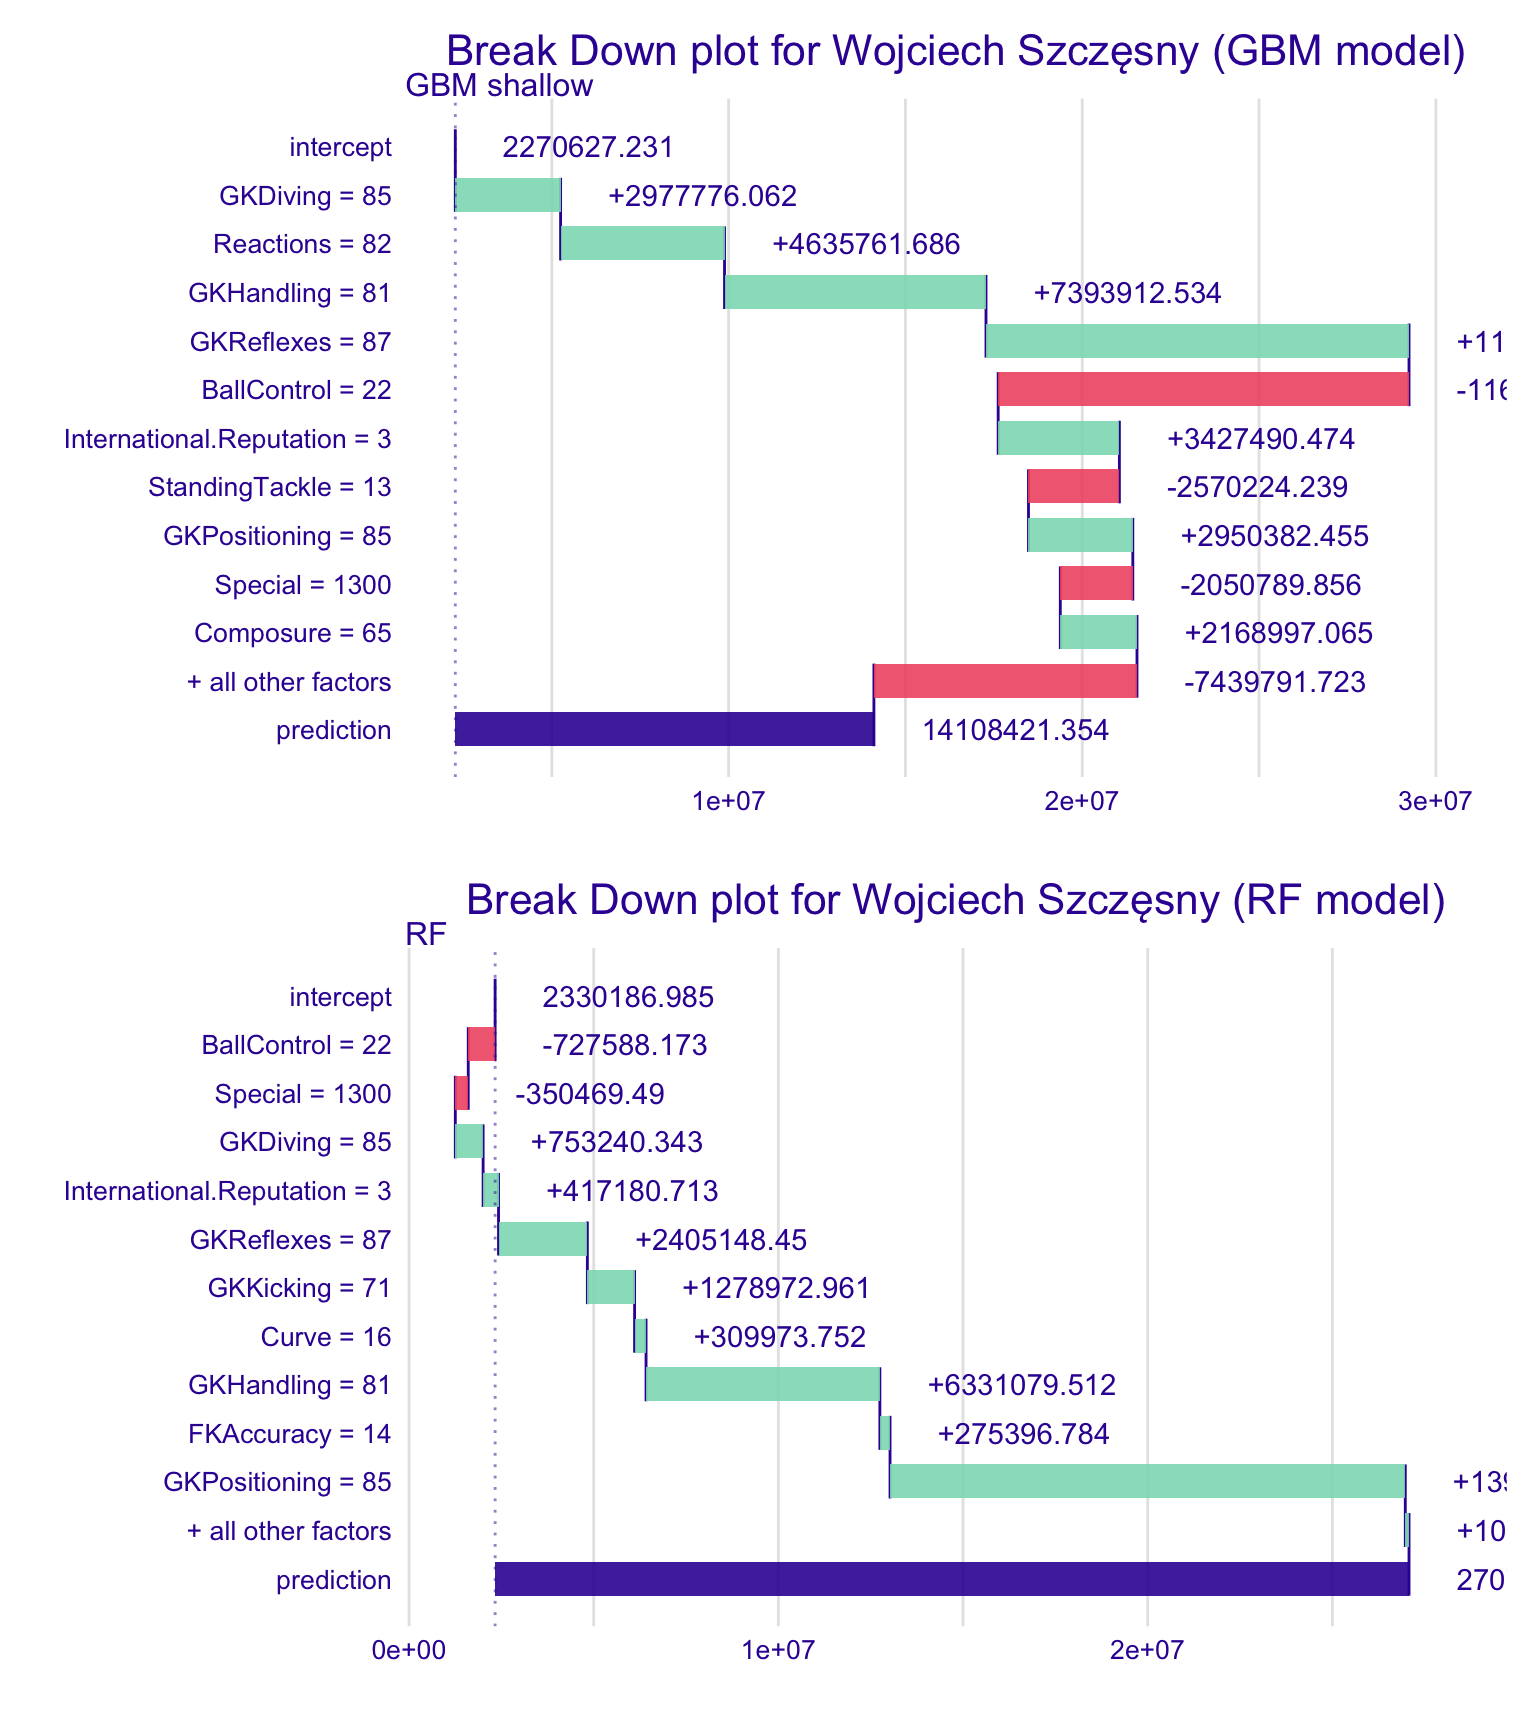 Break Down plot for Wojciech Szczęsny (GBM model)
GBM shallow
intercept 2270627.231
GKDiving = 85 +2977776.062
Reactions = 82 +4635761.686
GKHandling = 81 +7393912.534
GKReflexes = 87 +11
BallControl = 22 -116
International.Reputation = 3 +3427490.474
StandingTackle = 13 -2570224.239
GKPositioning = 85 +2950382.455
Special = 1300 -2050789.856
Composure = 65 +2168997.065
+ all other factors -7439791.723
prediction 14108421.354
1e+07 2e+07 3e+07
Break Down plot for Wojciech Szczęsny (RF model)
RF
intercept 2330186.985
BallControl = 22 -727588.173
Special = 1300 -350469.49
GKDiving = 85 +753240.343
International.Reputation = 3 +417180.713
GKReflexes = 87 +2405148.45
GKKicking = 71 +1278972.961
Curve = 16 +309973.752
GKHandling = 81 +6331079.512
FKAccuracy = 14 +275396.784
GKPositioning = 85 +139
+ all other factors +10
prediction 270
0e+00 1e+07 2e+07